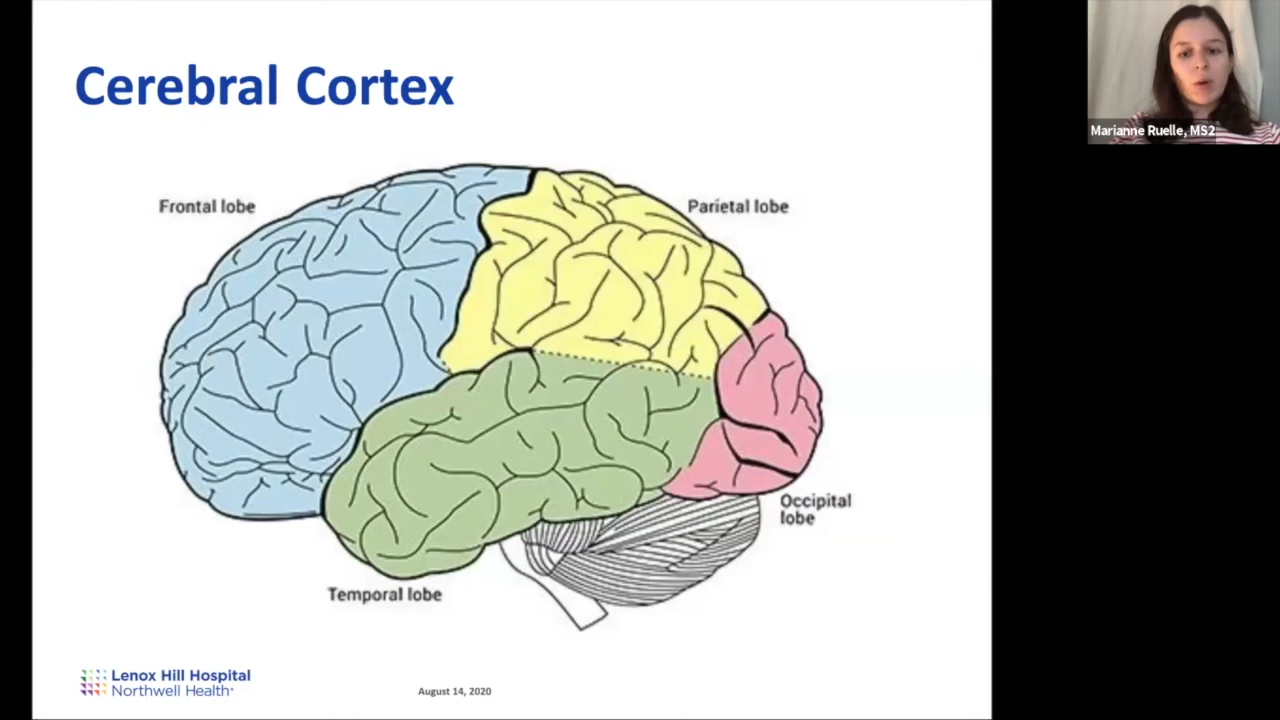 Cerebral Cortex
Marianne Ruelle, MS2
Frontal lobe
Parietal lobe
Occipital
lobe
Temporal lobe
Lenox Hill Hospital
Northwell Health
August 14, 2020